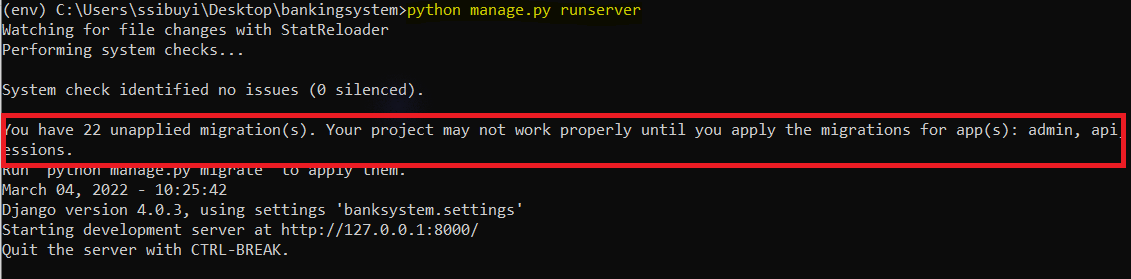 (env) C:\Users\ssibuyi\Desktop\bankingsystem>python manage.py runserver
Watching for file changes with StatReloader
Performing system checks...
System check identified no issues (0 silenced).
You have 22 unapplied migration(s). Your project may not work properly until you apply the migrations for app(s): admin, api
essions.
Run 'python manage.py migrate' to apply them.
March 04, 2022 - 10:25:42
Django version 4.0.3, using settings 'banksystem.settings'
Starting development server at http://127.0.0.1:8000/
Quit the server with CTRL-BREAK.